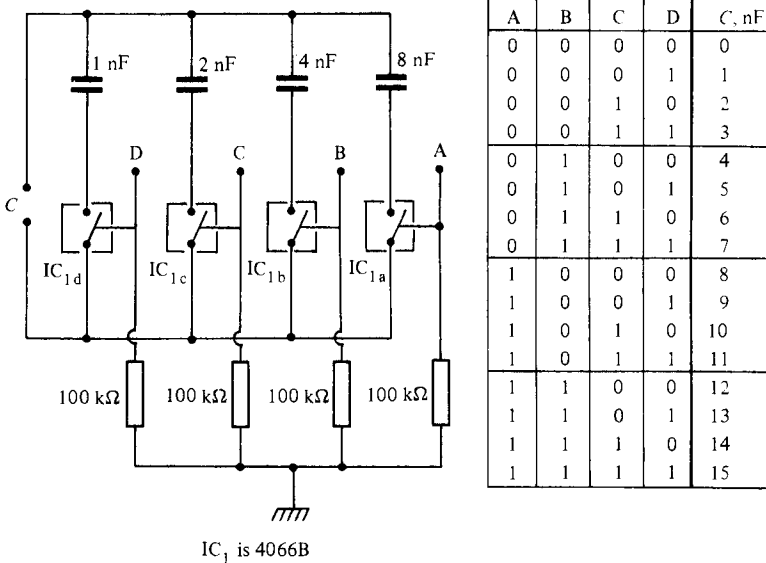 1 nF 2 nF 4 nF 8 nF
D C B A
C
IC1d IC1c IC1b IC1a
100 kΩ 100 kΩ 100 kΩ 100 kΩ
IC1 is 4066B
A B C D C, nF
0 0 0 0 0
0 0 0 1 1
0 0 1 0 2
0 0 1 1 3
0 1 0 0 4
0 1 0 1 5
0 1 1 0 6
0 1 1 1 7
1 0 0 0 8
1 0 0 1 9
1 0 1 0 10
1 0 1 1 11
1 1 0 0 12
1 1 0 1 13
1 1 1 0 14
1 1 1 1 15